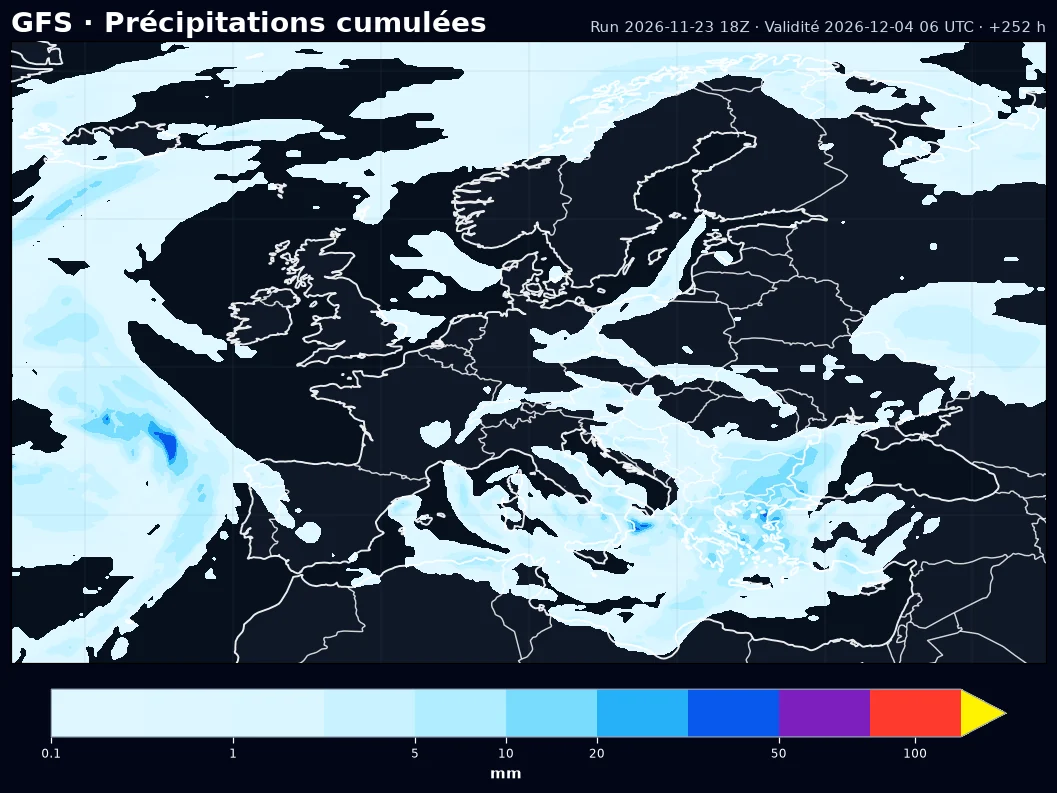 GFS · Précipitations cumulées
Run 2026-11-23 18Z · Validité 2026-12-04 06 UTC · +252 h
0.1 1 5 10 20 50 100
mm